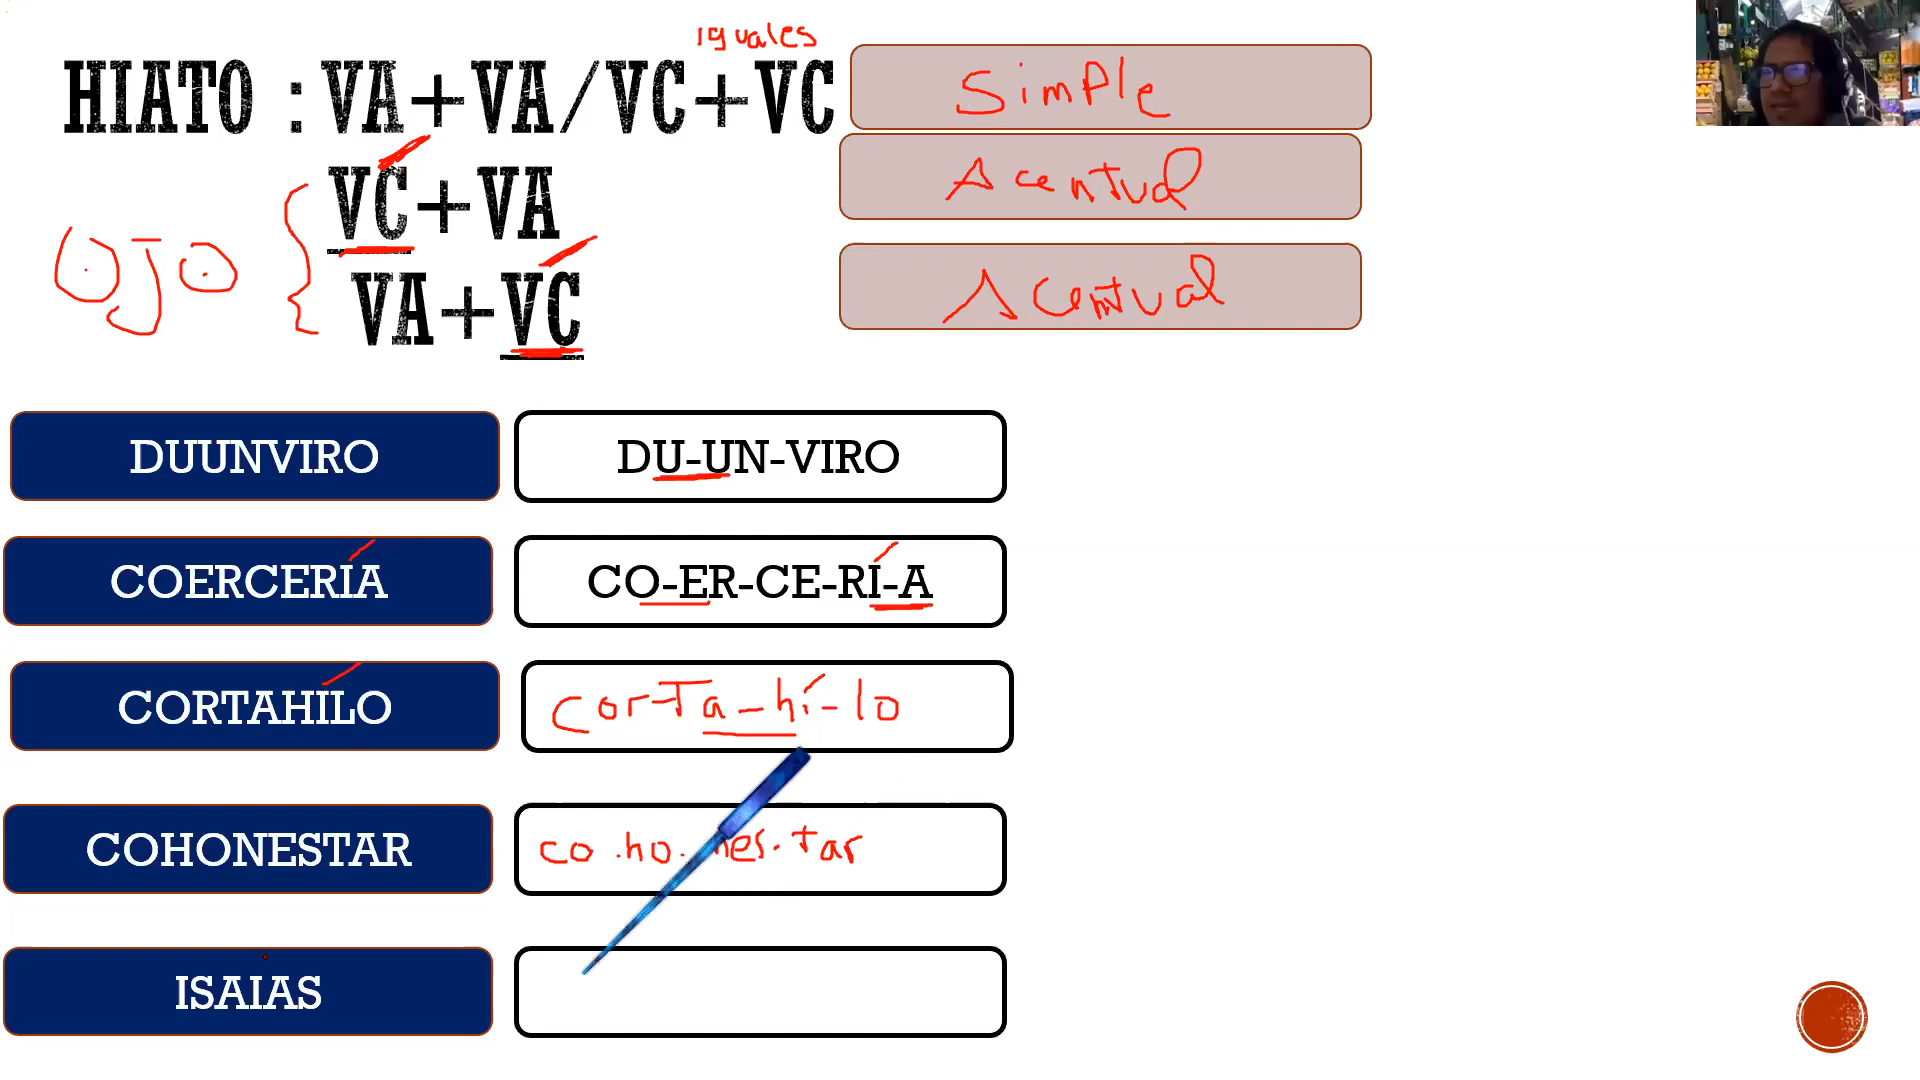 iguales
HIATO : VA+VA/VC+VC
Simple
VC+VA
Acentual
OJO
VA+VC
Acentual
DUUNVIRO
DU-UN-VIRO
COERCERÍA
CO-ER-CE-RÍ-A
CORTAHÍLO
Cor-Ta-hí-lo
COHONESTAR
co.ho.nes.Tar
ISAIAS